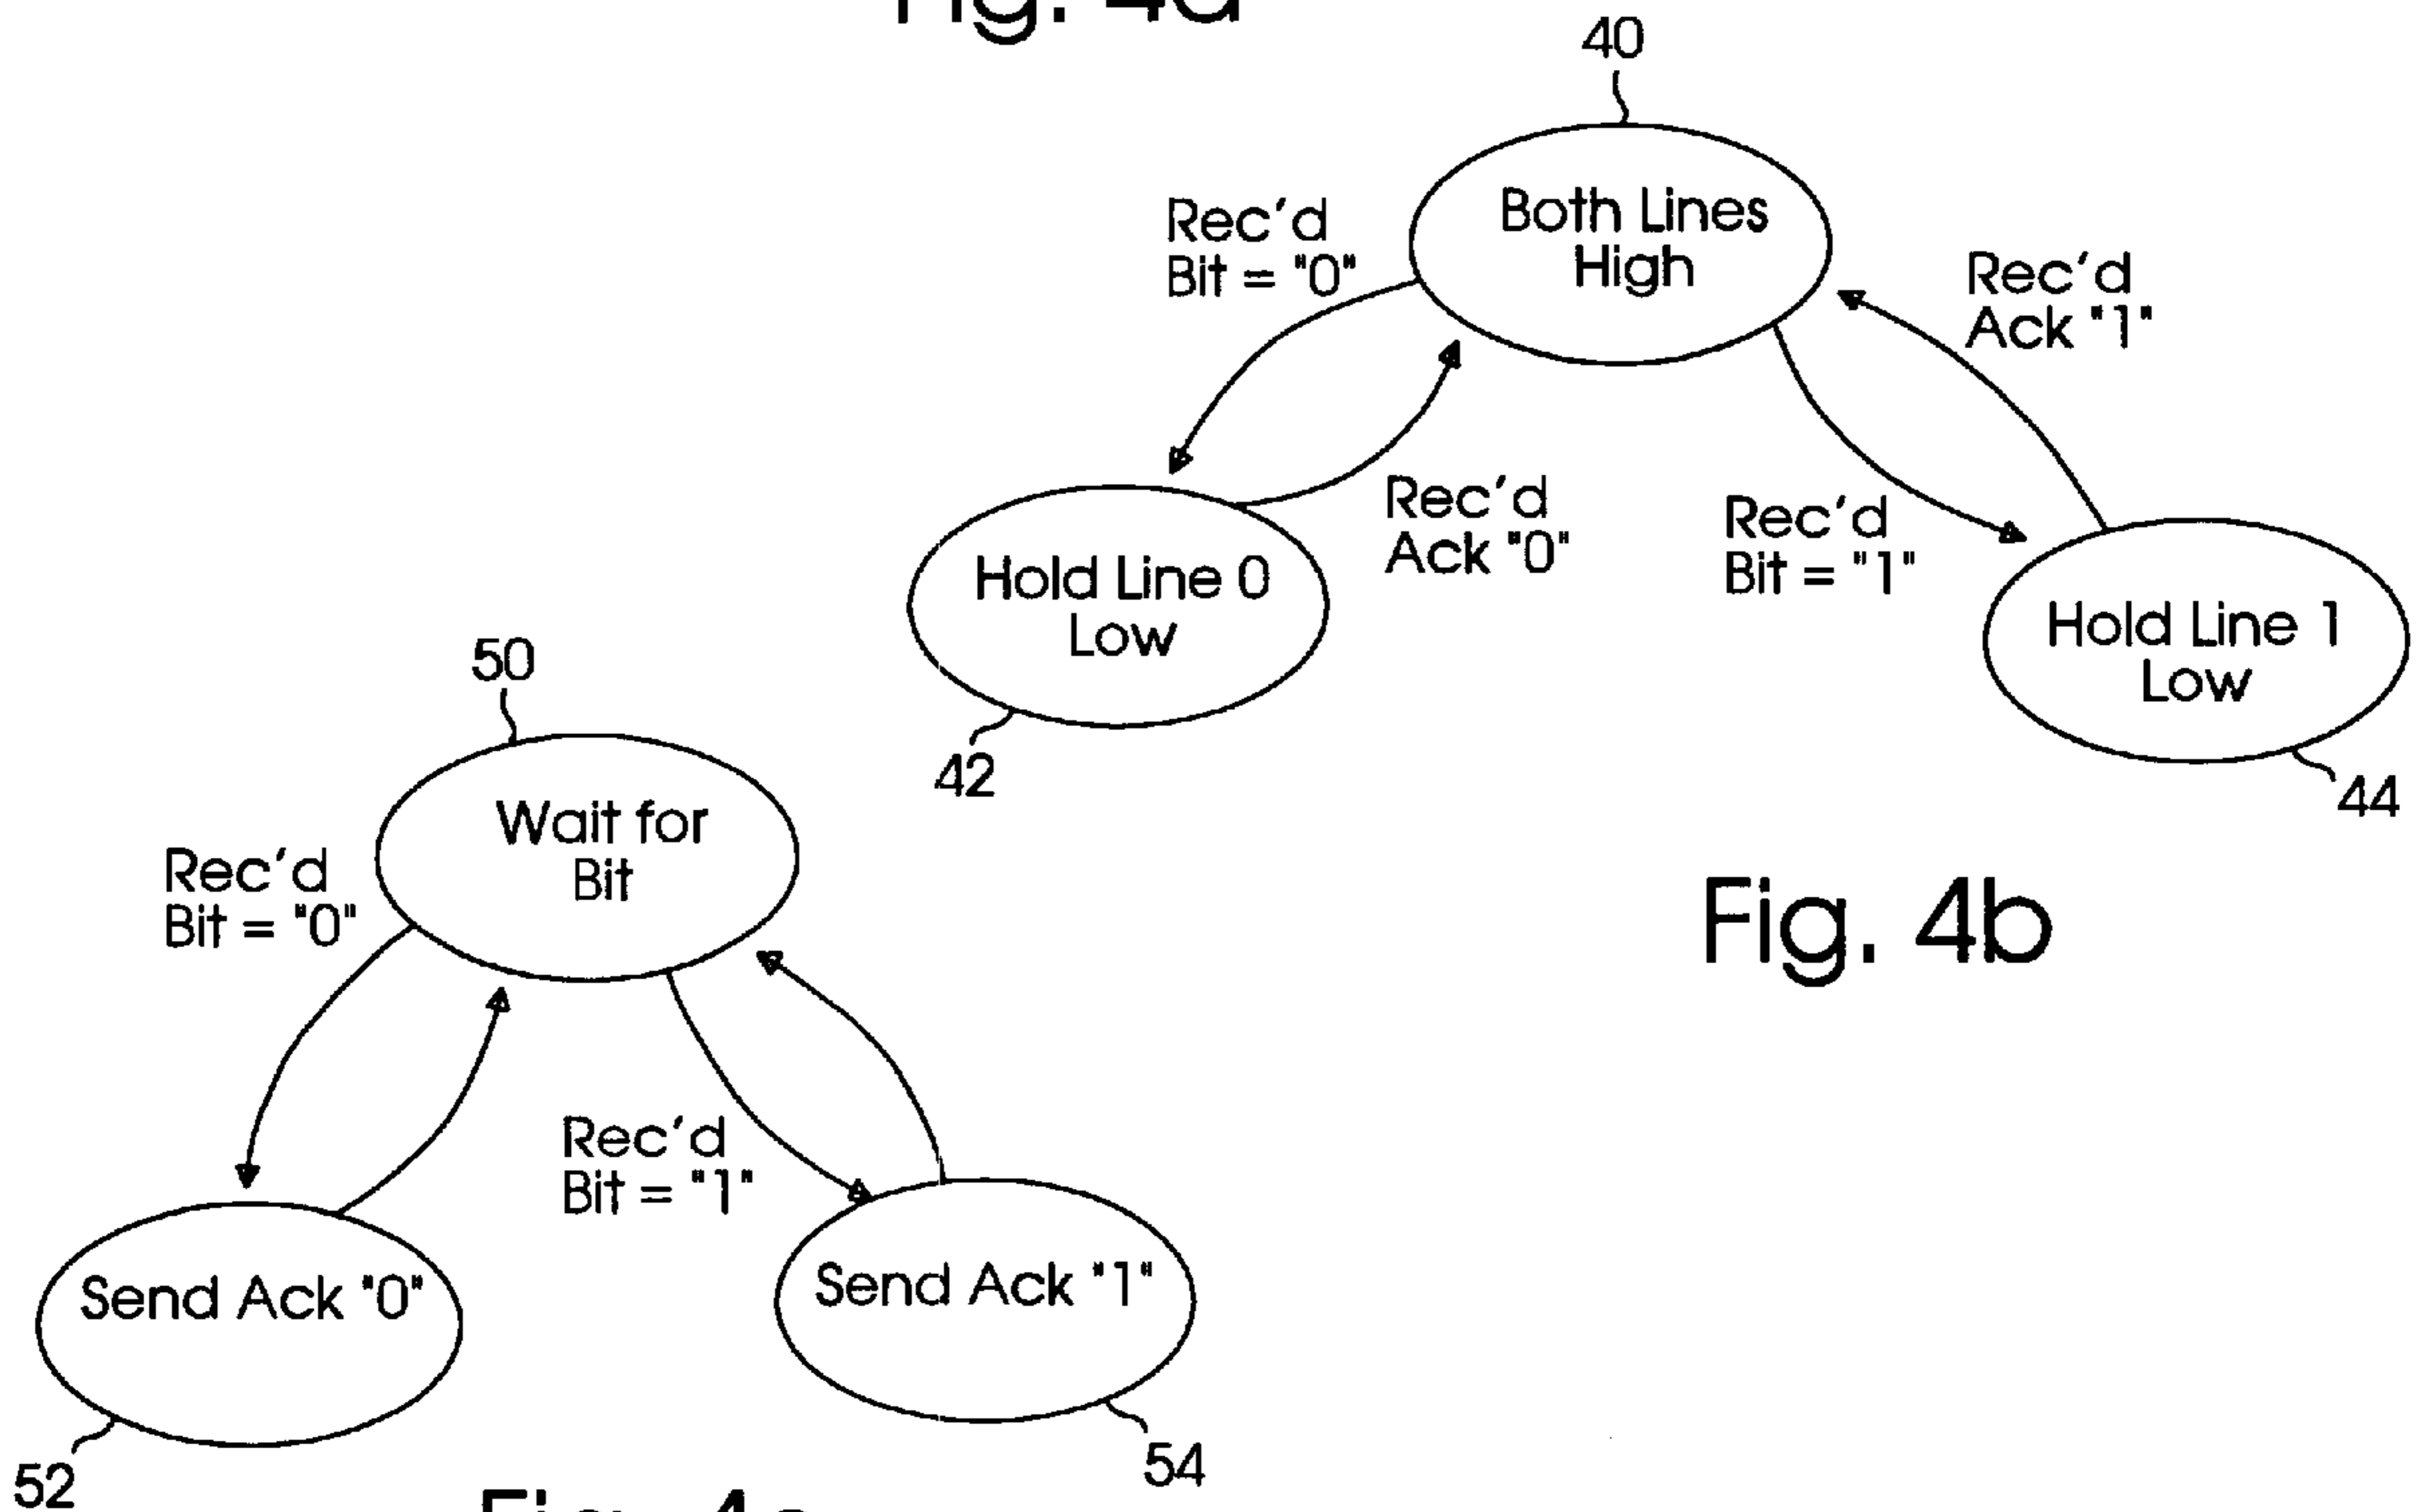 Fig. 4a
40
Both Lines
High
Rec'd
Bit = "0"
Rec'd
Ack "1"
Rec'd
Ack "0"
Rec'd
Bit = "1"
Hold Line 0
Low
Hold Line 1
Low
42
44
Fig. 4b
50
Wait for
Bit
Rec'd
Bit = "0"
Rec'd
Bit = "1"
Send Ack "0"
Send Ack "1"
52
54